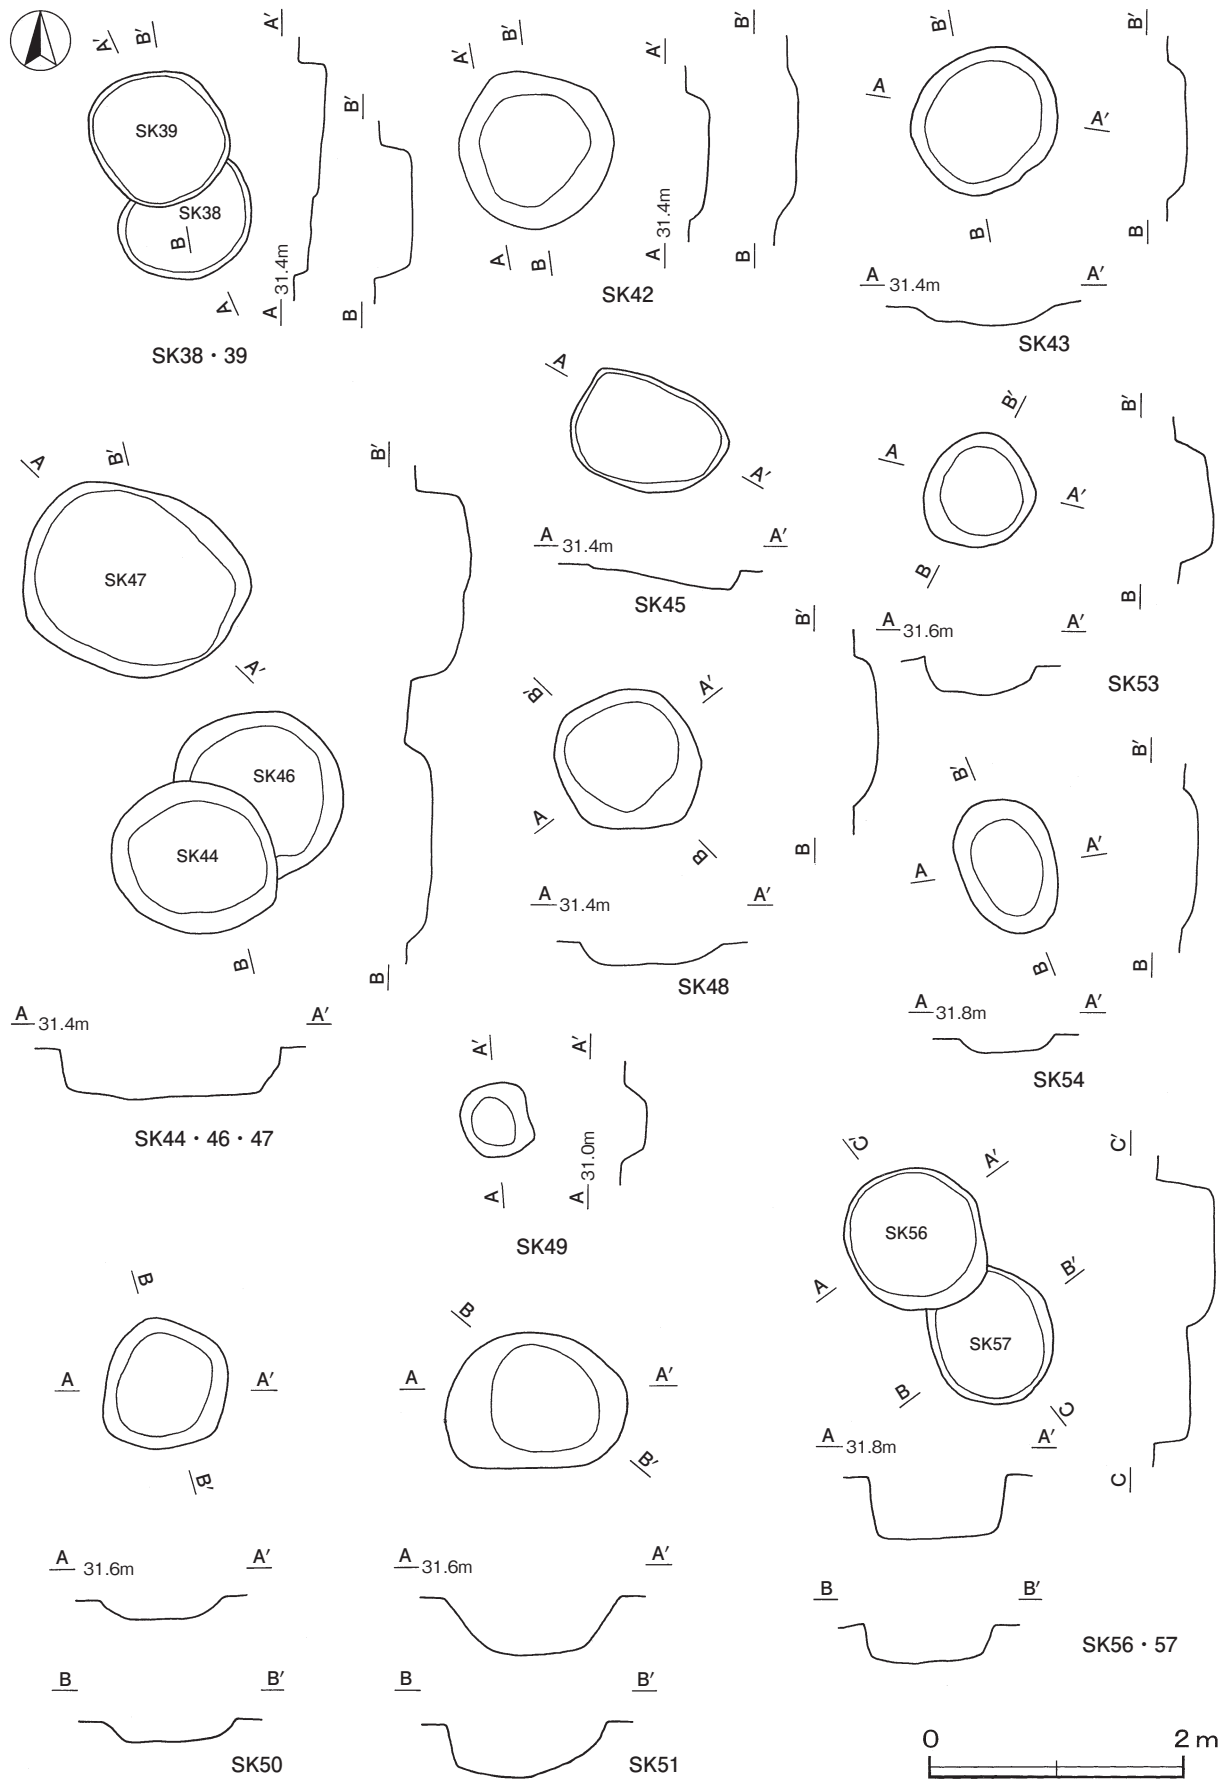 A′
B′
SK39
SK38
B
A
A′
31.4m
A
B′
B
SK38・39
A′
B′
A
B
A′
31.4m
A
B′
B
SK42
B′
A
A′
B
B′
B
A 31.4m A′
SK43
A
A′
A 31.4m A′
SK45
B′
A
A′
B
B′
B
A 31.6m A′
SK53
A
B′
SK47
A′
SK46
SK44
B
B′
B
A 31.4m A′
SK44・46・47
B′
A′
A
B
B′
B
A 31.4m A′
SK48
B′
A′
A
B
B′
B
A 31.8m A′
SK54
A′
A
A′
31.0m
A
SK49
C′
A′
SK56
A
B′
SK57
B
C
C′
C
A 31.8m A′
B B′
SK56・57
B
A A′
B′
A 31.6m A′
B B′
SK50
B
A A′
B′
A 31.6m A′
B B′
SK51
0 2 m